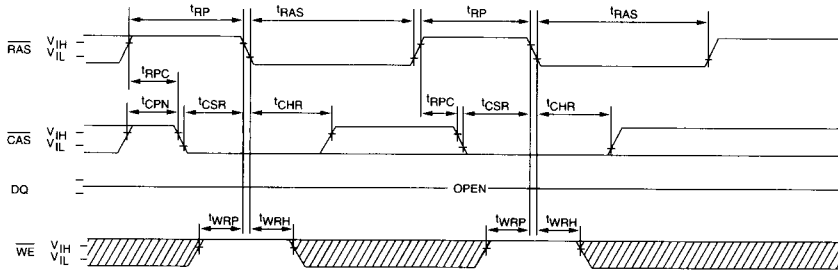 tRP tRAS tRP tRAS
RAS VIH VIL
tRPC
tCPN tCSR tCHR tRPC tCSR tCHR
CAS VIH VIL
DQ OPEN
tWRP tWRH tWRP tWRH
WE VIH VIL